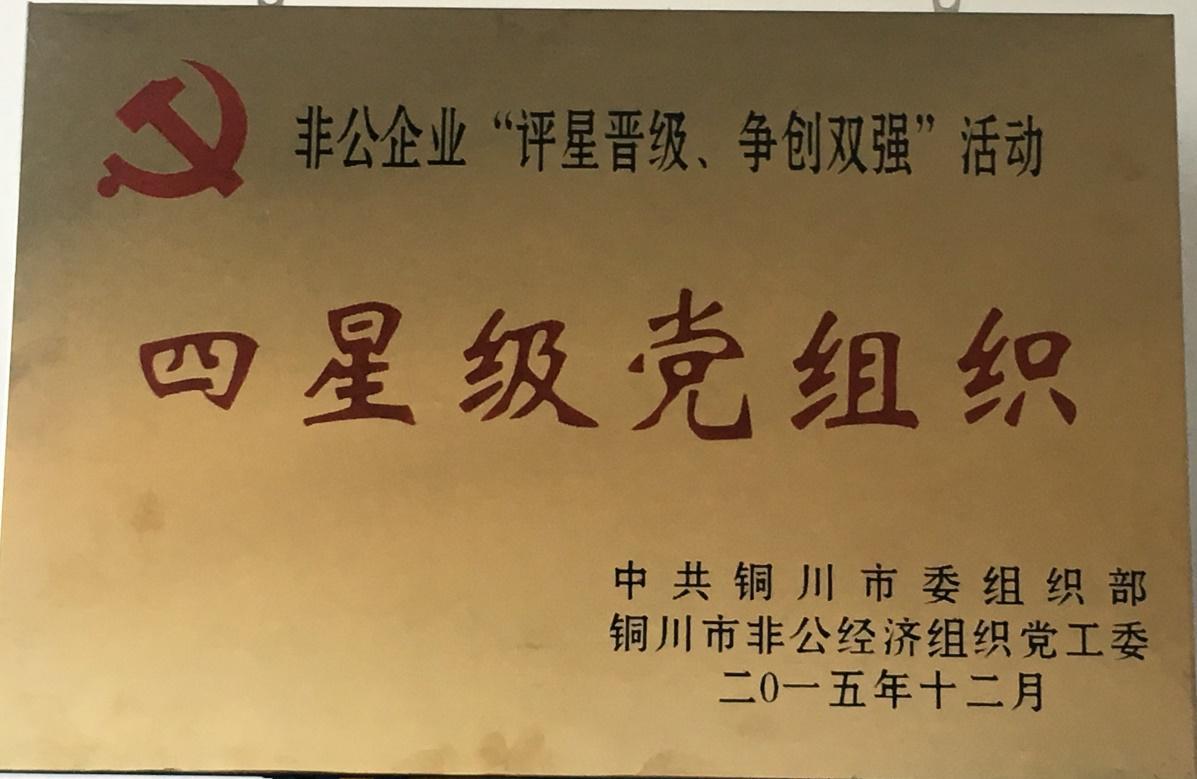 非公企业“评星晋级、争创双强”活动
四星级党组织
中共铜川市委组织部
铜川市非公经济组织党工委
二0一五年十二月